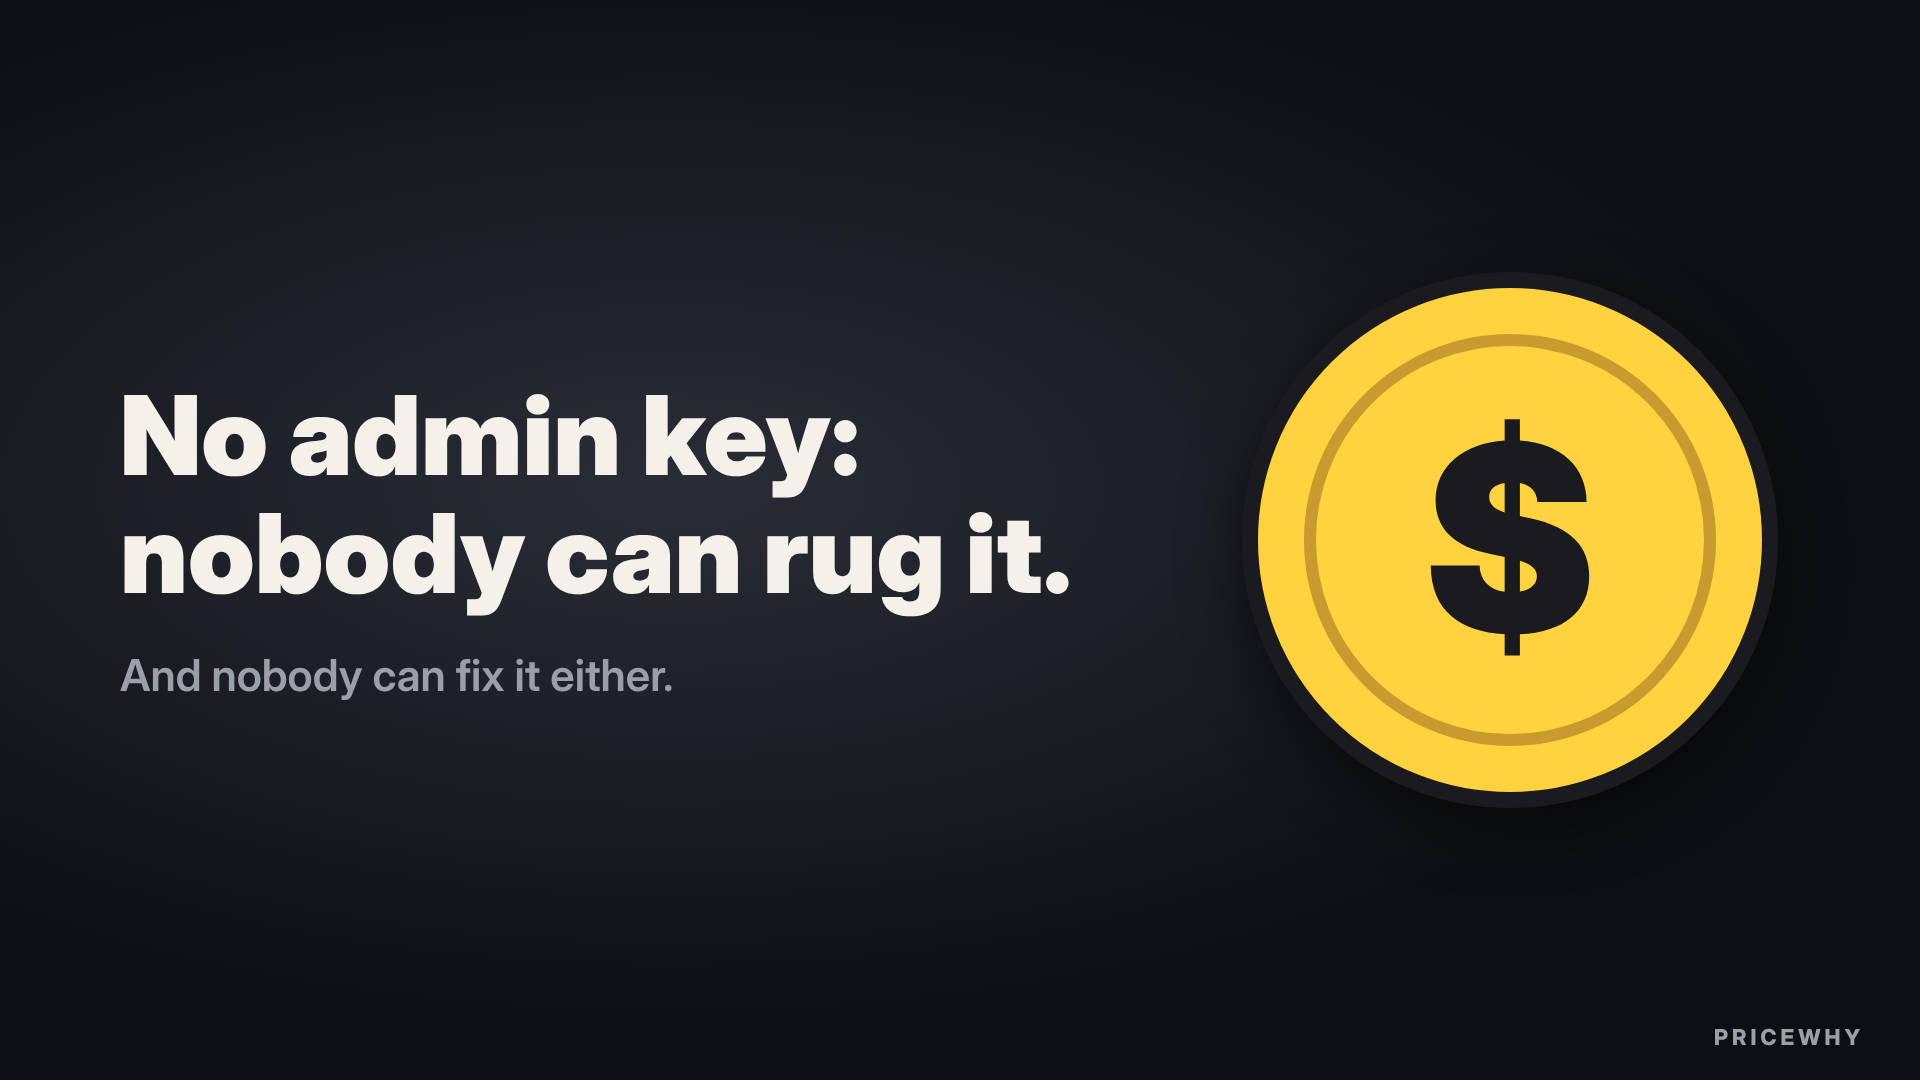 No admin key:
nobody can rug it.
And nobody can fix it either.
$
PRICEWHY